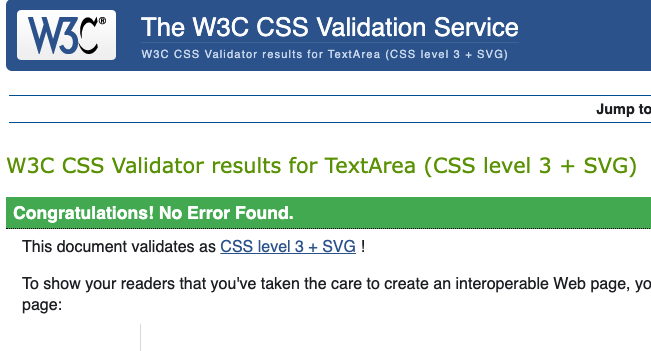 W3C®
The W3C CSS Validation Service
W3C CSS Validator results for TextArea (CSS level 3 + SVG)
Jump to
W3C CSS Validator results for TextArea (CSS level 3 + SVG)
Congratulations! No Error Found.
This document validates as CSS level 3 + SVG !
To show your readers that you've taken the care to create an interoperable Web page, yo
page: